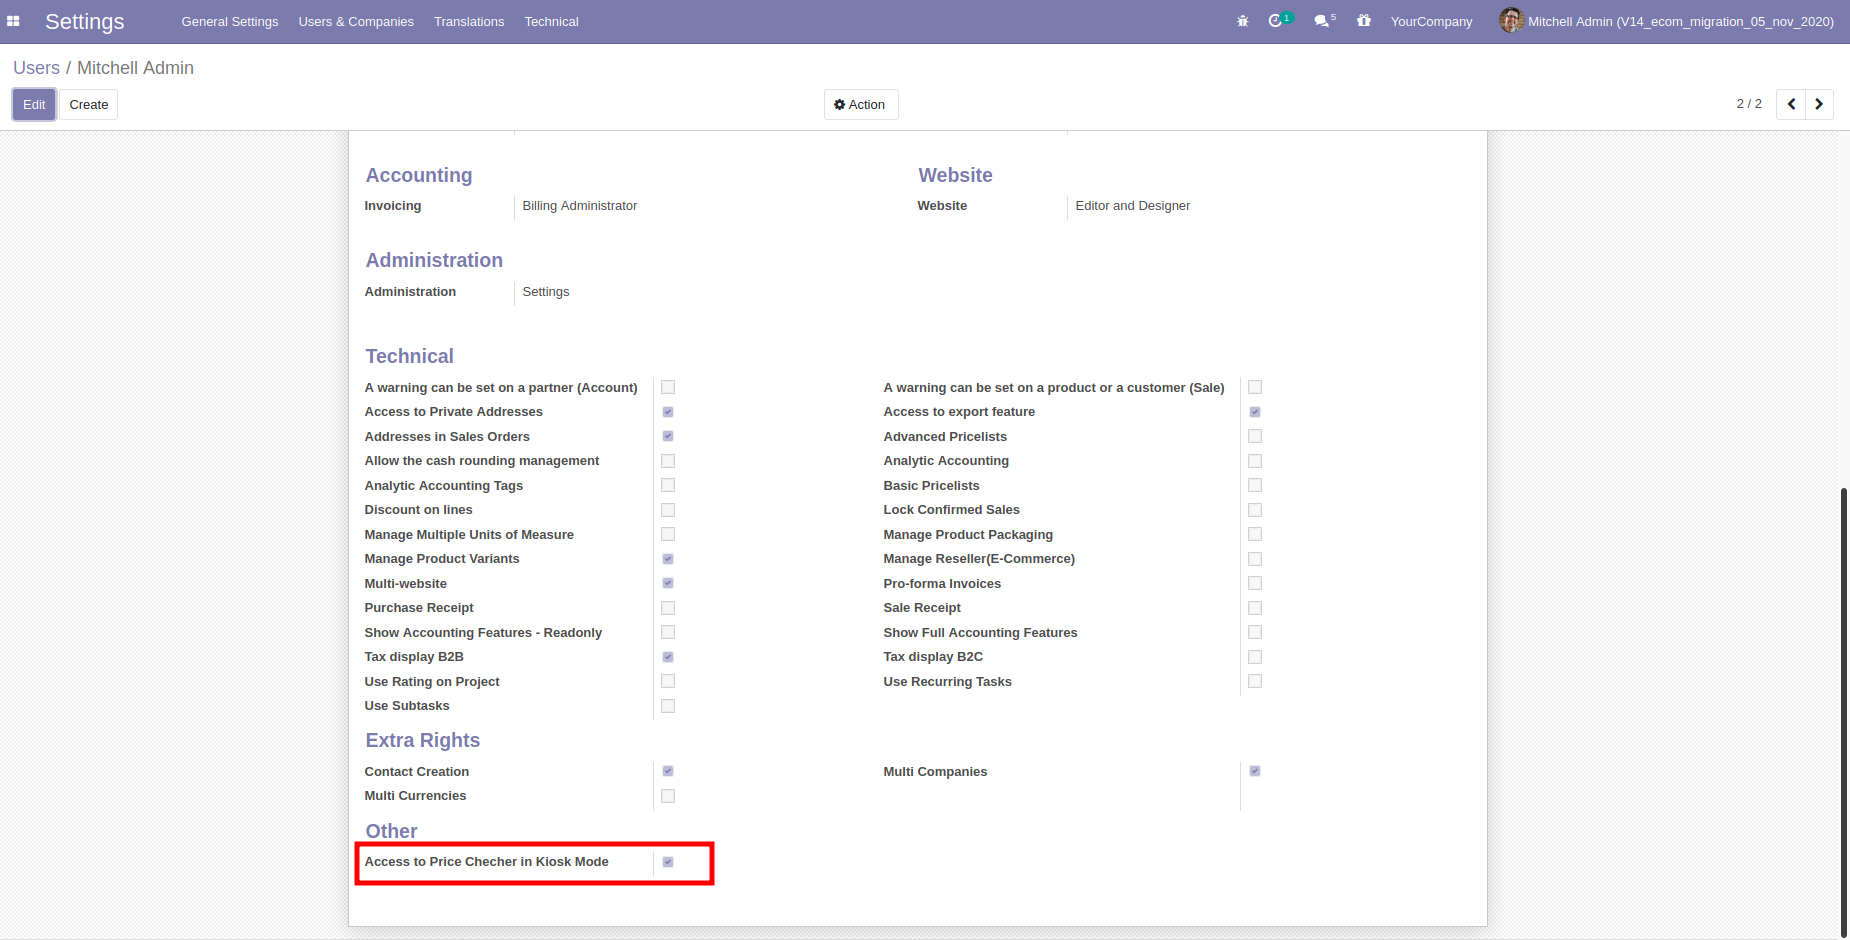 Settings General Settings Users & Companies Translations Technical 1 5 YourCompany Mitchell Admin (V14_ecom_migration_05_nov_2020)
Users / Mitchell Admin
Edit Create Action 2 / 2
Accounting Website
Invoicing Billing Administrator Website Editor and Designer
Administration
Administration Settings
Technical
A warning can be set on a partner (Account) A warning can be set on a product or a customer (Sale)
Access to Private Addresses Access to export feature
Addresses in Sales Orders Advanced Pricelists
Allow the cash rounding management Analytic Accounting
Analytic Accounting Tags Basic Pricelists
Discount on lines Lock Confirmed Sales
Manage Multiple Units of Measure Manage Product Packaging
Manage Product Variants Manage Reseller(E-Commerce)
Multi-website Pro-forma Invoices
Purchase Receipt Sale Receipt
Show Accounting Features - Readonly Show Full Accounting Features
Tax display B2B Tax display B2C
Use Rating on Project Use Recurring Tasks
Use Subtasks
Extra Rights
Contact Creation Multi Companies
Multi Currencies
Other
Access to Price Checher in Kiosk Mode